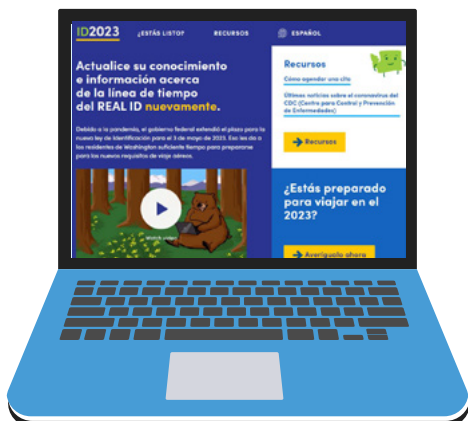 ID2023
¿ESTÁS LISTO?
RECURSOS
ESPAÑOL
Actualice su conocimiento
e información acerca
de la línea de tiempo
del REAL ID nuevamente.
Debido a la pandemia, el gobierno federal extendió el plazo para la
nueva ley de identificación para el 3 de mayo de 2023. Eso les da a
los residentes de Washington suficiente tiempo para prepararse
para los nuevos requisitos de viaje aéreos.
Watch video
Recursos
Cómo agendar una cita
Últimas noticias sobre el coronavirus del
CDC (Centro para Control y Prevención
de Enfermedades)
Recursos
¿Estás preparado
para viajar en el
2023?
Averígualo ahora